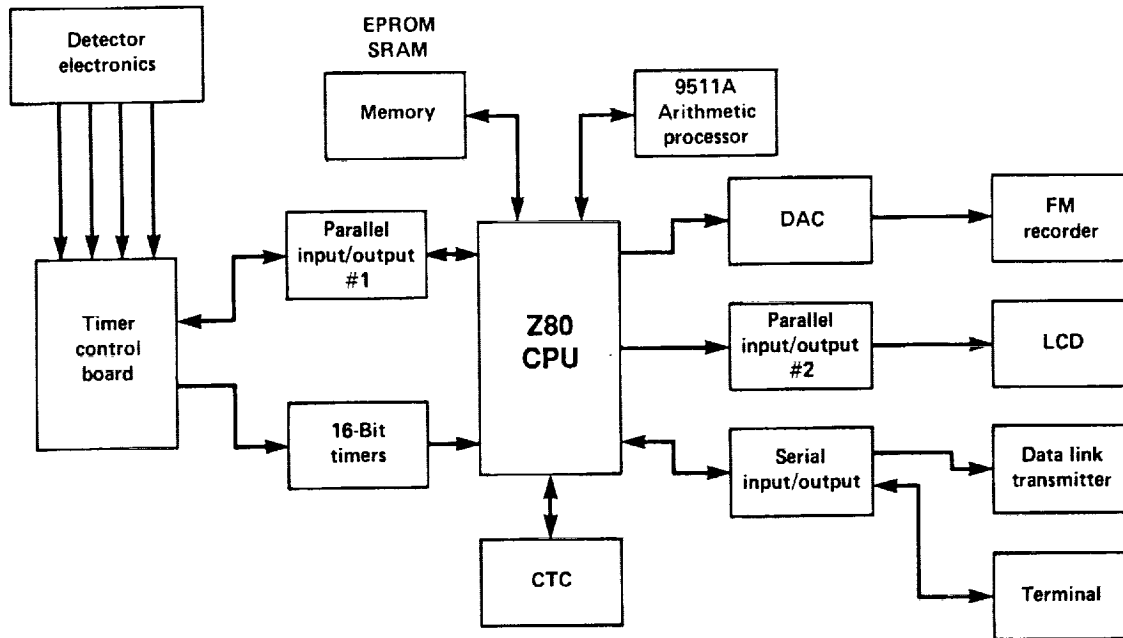 Detector
electronics
EPROM
SRAM
Memory
9511A
Arithmetic
processor
DAC
FM
recorder
Parallel
input/output
#1
Timer
control
board
Z80
CPU
Parallel
input/output
#2
LCD
16-Bit
timers
Serial
input/output
Data link
transmitter
CTC
Terminal